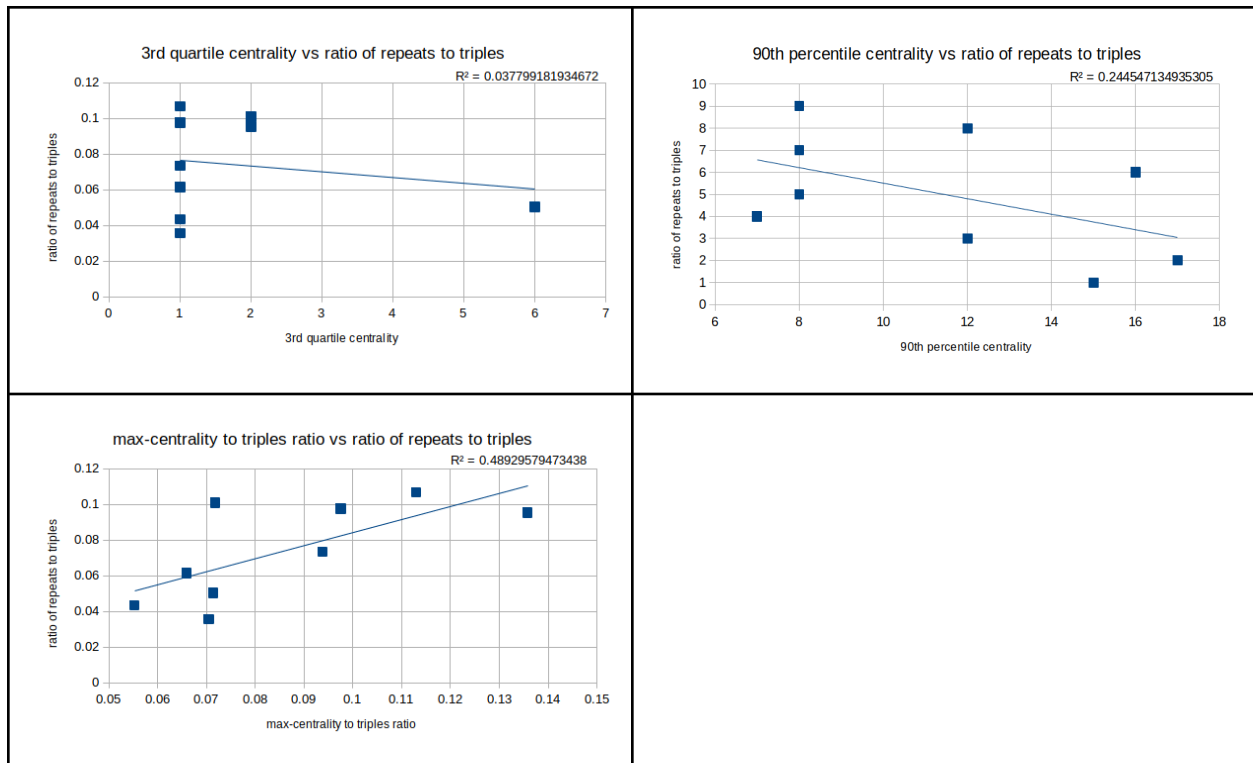 3rd quartile centrality vs ratio of repeats to triples
R² = 0.037799181934672
0.12
0.1
0.08
0.06
0.04
0.02
0
ratio of repeats to triples
0 1 2 3 4 5 6 7
3rd quartile centrality
90th percentile centrality vs ratio of repeats to triples
R² = 0.244547134935305
10
9
8
7
6
5
4
3
2
1
0
ratio of repeats to triples
6 8 10 12 14 16 18
90th percentile centrality
max-centrality to triples ratio vs ratio of repeats to triples
R² = 0.48929579473438
0.12
0.1
0.08
0.06
0.04
0.02
0
ratio of repeats to triples
0.05 0.06 0.07 0.08 0.09 0.1 0.11 0.12 0.13 0.14 0.15
max-centrality to triples ratio